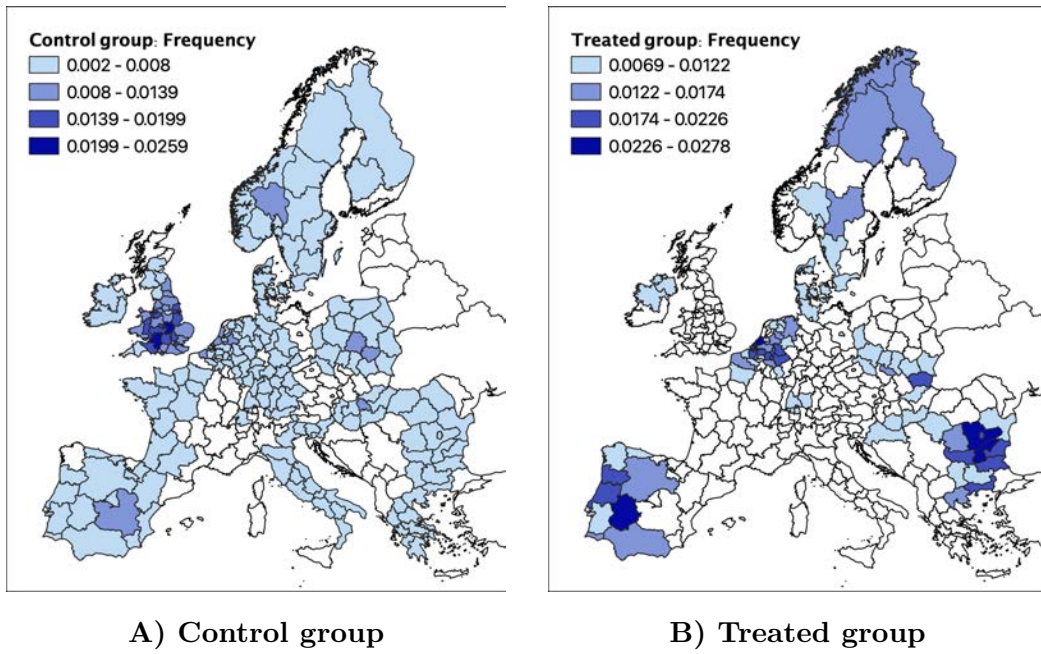 Control group: Frequency
0.002 - 0.008
0.008 - 0.0139
0.0139 - 0.0199
0.0199 - 0.0259
Treated group: Frequency
0.0069 - 0.0122
0.0122 - 0.0174
0.0174 - 0.0226
0.0226 - 0.0278
A) Control group
B) Treated group